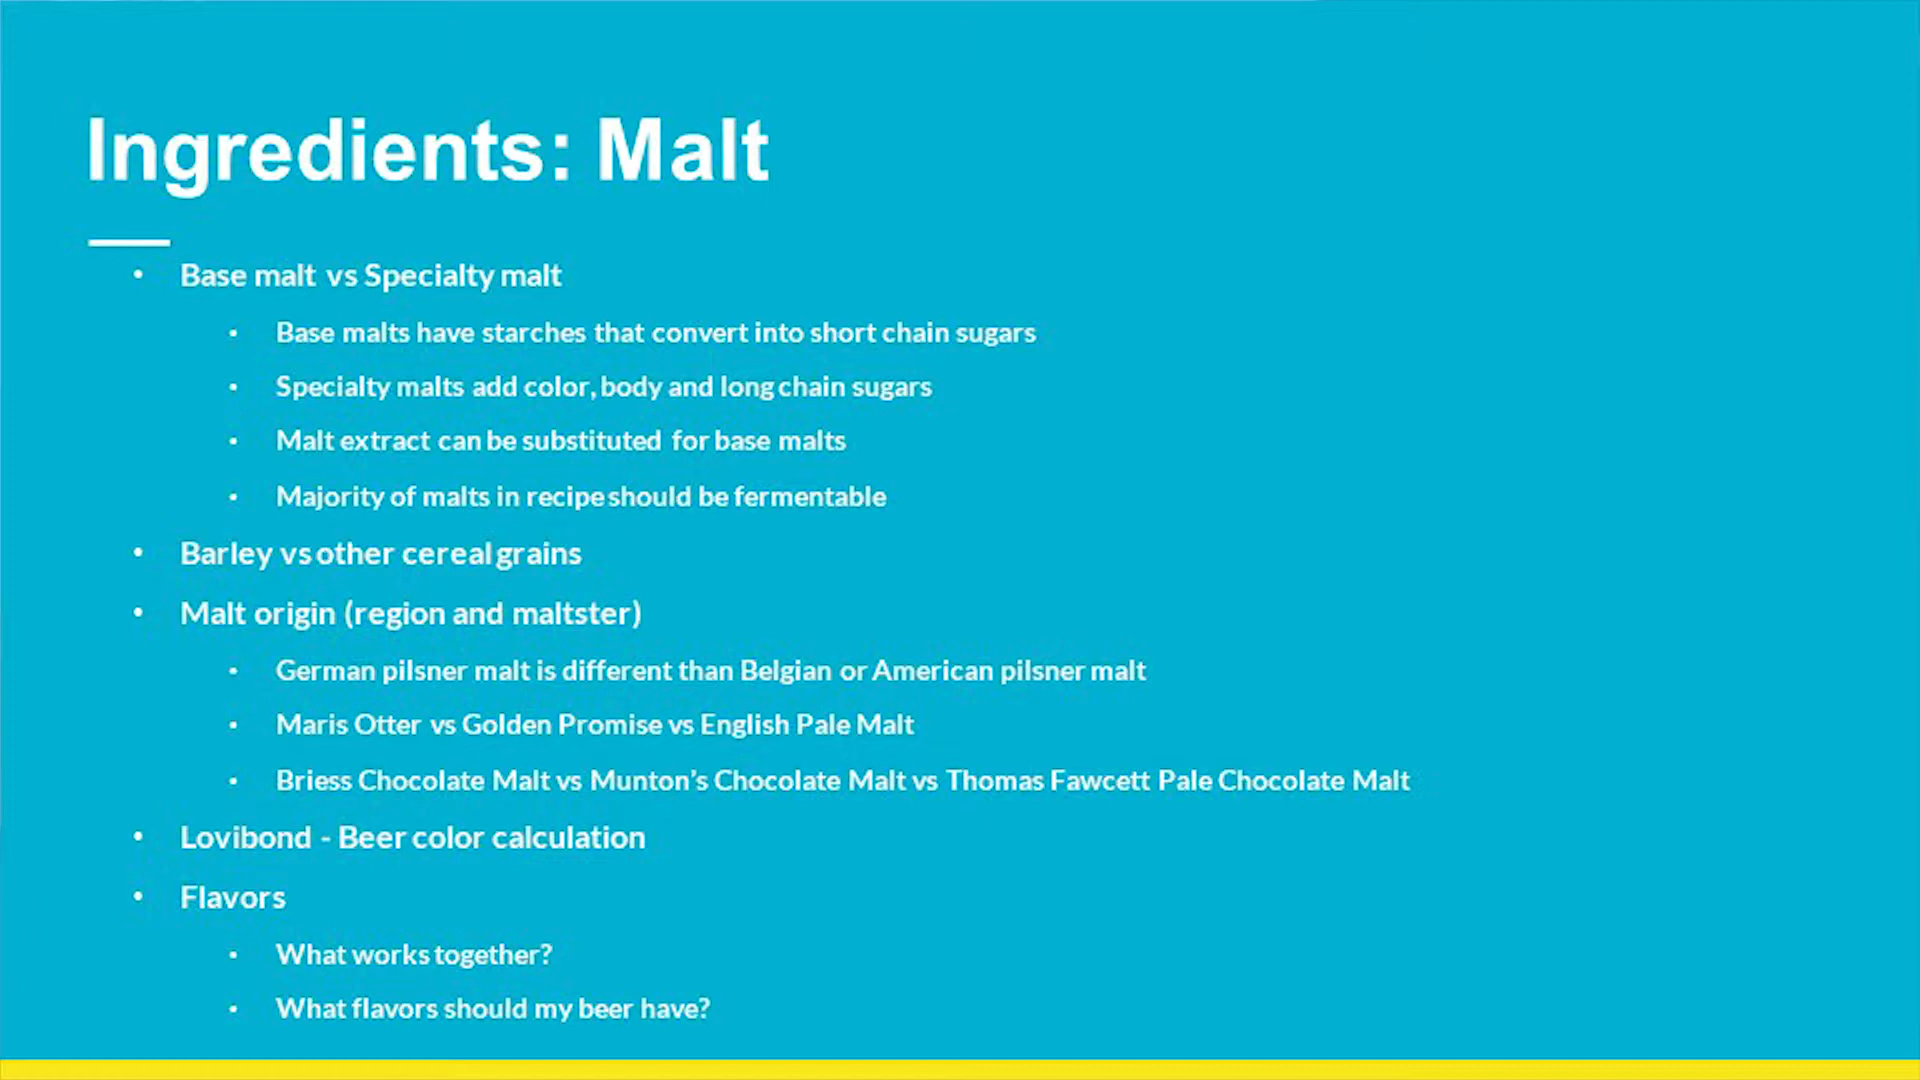 Ingredients: Malt
• Base malt vs Specialty malt
• Base malts have starches that convert into short chain sugars
• Specialty malts add color, body and long chain sugars
• Malt extract can be substituted for base malts
• Majority of malts in recipe should be fermentable
• Barley vs other cereal grains
• Malt origin (region and maltster)
• German pilsner malt is different than Belgian or American pilsner malt
• Maris Otter vs Golden Promise vs English Pale Malt
• Briess Chocolate Malt vs Munton’s Chocolate Malt vs Thomas Fawcett Pale Chocolate Malt
• Lovibond - Beer color calculation
• Flavors
• What works together?
• What flavors should my beer have?